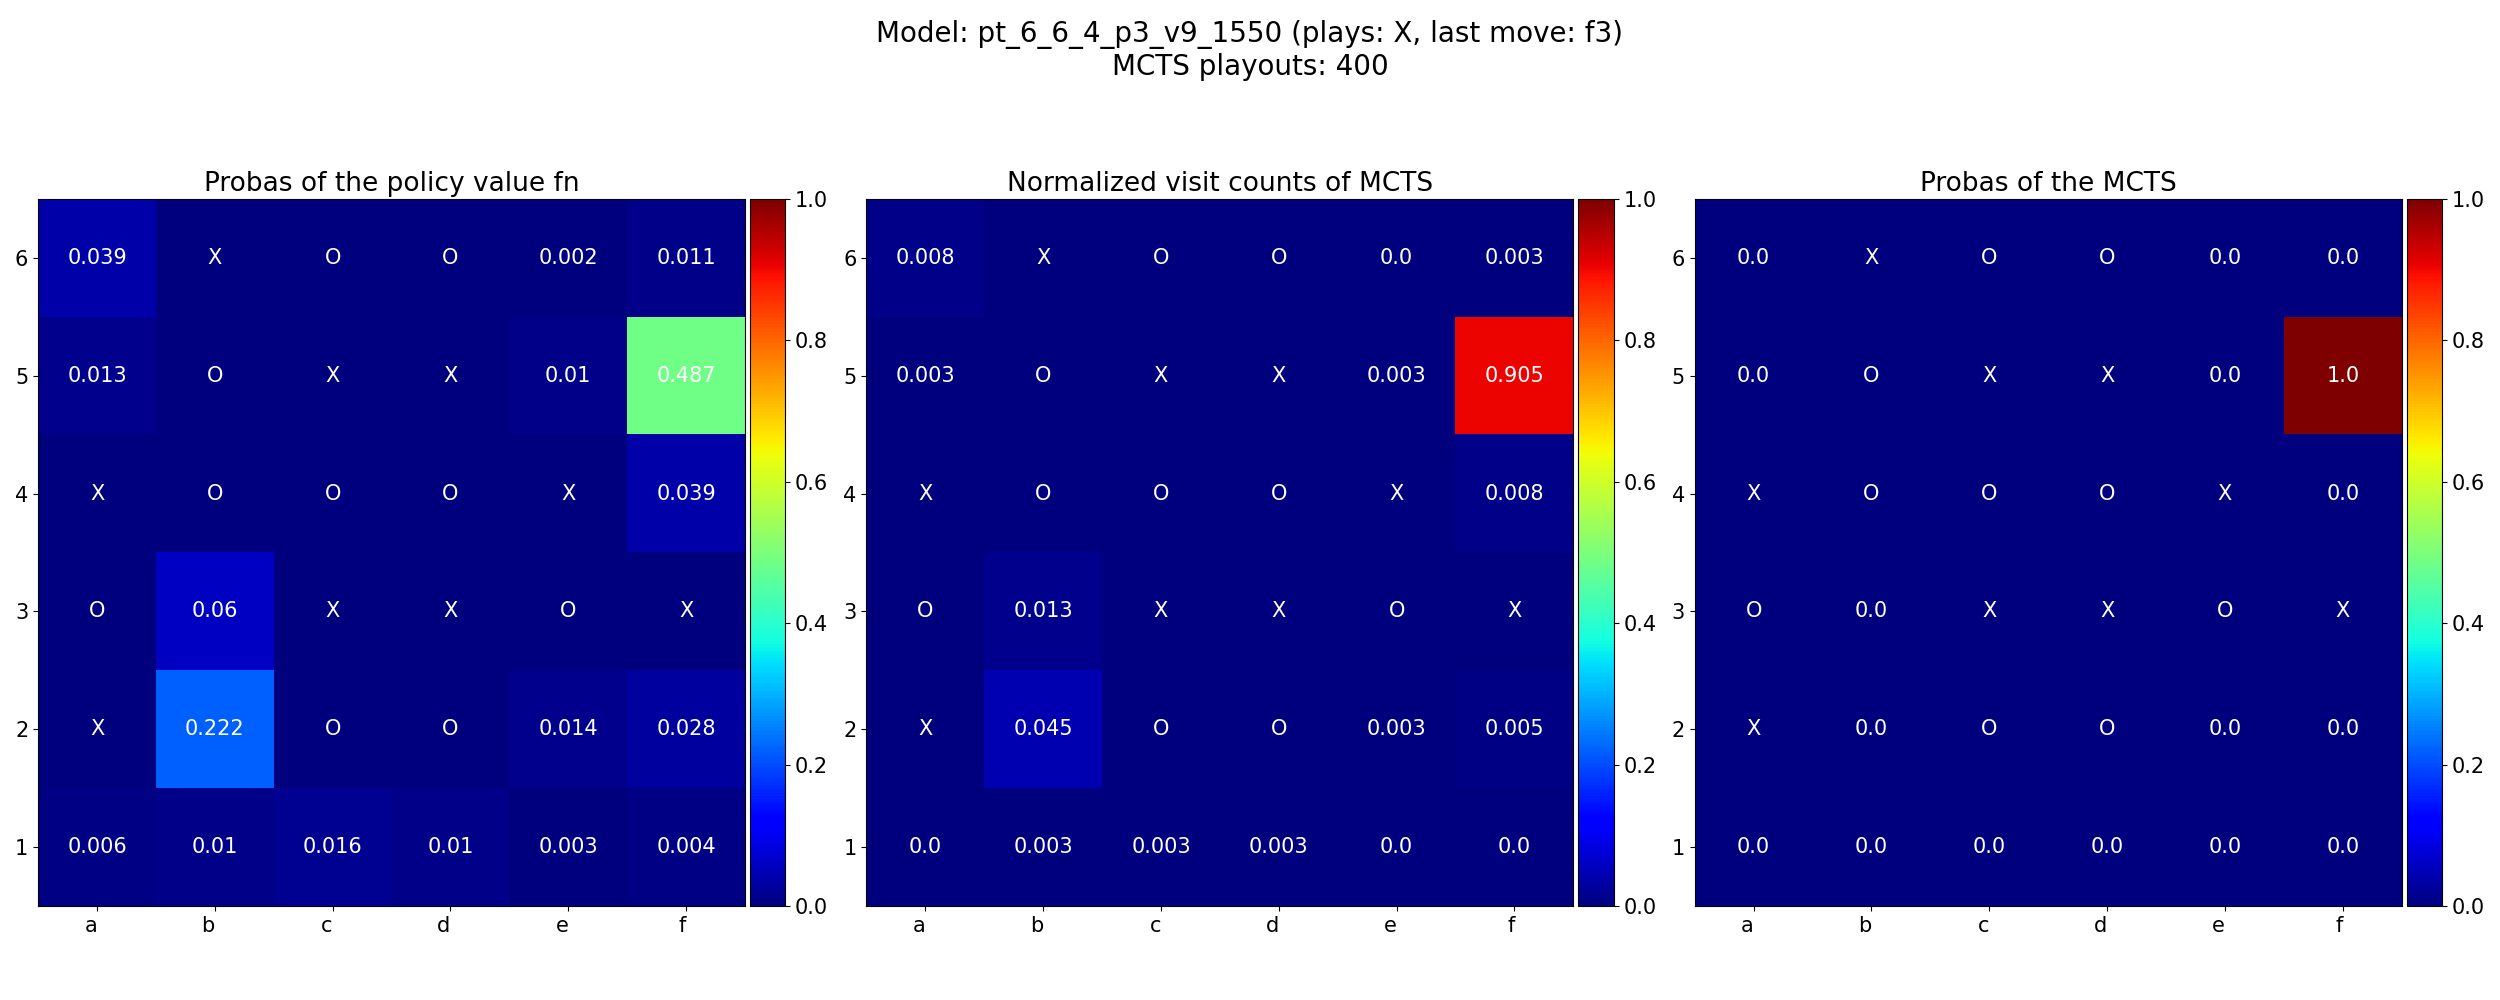 Model: pt_6_6_4_p3_v9_1550 (plays: X, last move: f3)
MCTS playouts: 400
Probas of the policy value fn
6 0.039 X O O 0.002 0.011
5 0.013 O X X 0.01 0.487
4 X O O O X 0.039
3 O 0.06 X X O X
2 X 0.222 O O 0.014 0.028
1 0.006 0.01 0.016 0.01 0.003 0.004
a b c d e f
1.0
0.8
0.6
0.4
0.2
0.0
Normalized visit counts of MCTS
6 0.008 X O O 0.0 0.003
5 0.003 O X X 0.003 0.905
4 X O O O X 0.008
3 O 0.013 X X O X
2 X 0.045 O O 0.003 0.005
1 0.0 0.003 0.003 0.003 0.0 0.0
a b c d e f
1.0
0.8
0.6
0.4
0.2
0.0
Probas of the MCTS
6 0.0 X O O 0.0 0.0
5 0.0 O X X 0.0 1.0
4 X O O O X 0.0
3 O 0.0 X X O X
2 X 0.0 O O 0.0 0.0
1 0.0 0.0 0.0 0.0 0.0 0.0
a b c d e f
1.0
0.8
0.6
0.4
0.2
0.0